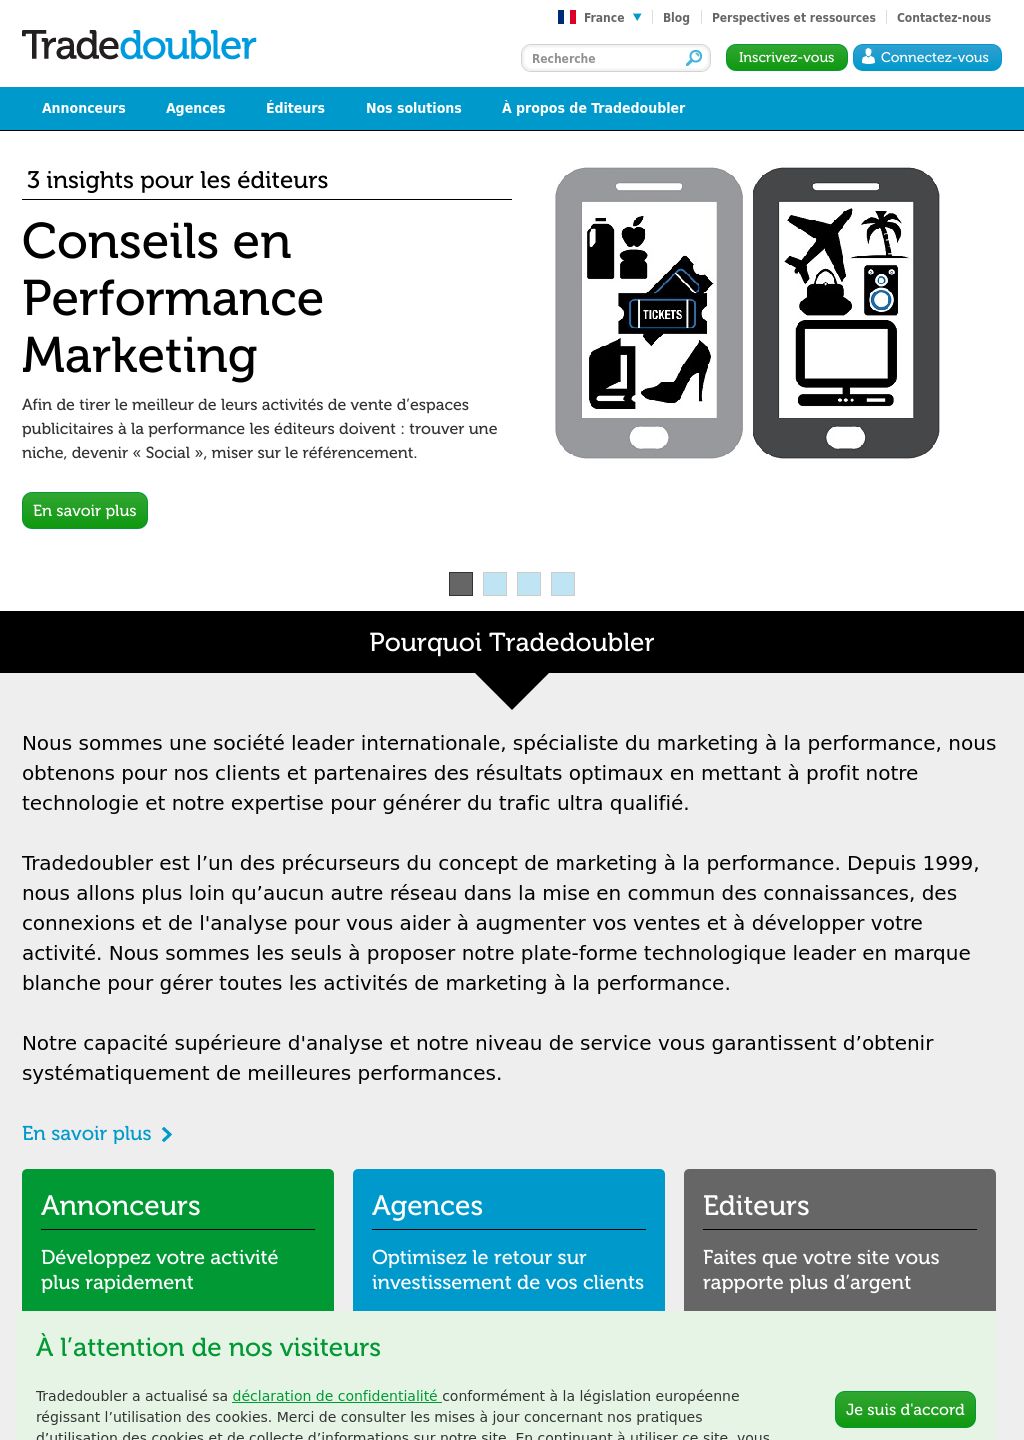 France
Blog
Perspectives et ressources
Contactez-nous
Tradedoubler
Recherche
Inscrivez-vous
Connectez-vous
Annonceurs
Agences
Éditeurs
Nos solutions
À propos de Tradedoubler
3 insights pour les éditeurs
Conseils en
Performance
Marketing
Afin de tirer le meilleur de leurs activités de vente d’espaces
publicitaires à la performance les éditeurs doivent : trouver une
niche, devenir « Social », miser sur le référencement.
En savoir plus
TICKETS
Pourquoi Tradedoubler
Nous sommes une société leader internationale, spécialiste du marketing à la performance, nous
obtenons pour nos clients et partenaires des résultats optimaux en mettant à profit notre
technologie et notre expertise pour générer du trafic ultra qualifié.
Tradedoubler est l’un des précurseurs du concept de marketing à la performance. Depuis 1999,
nous allons plus loin qu’aucun autre réseau dans la mise en commun des connaissances, des
connexions et de l'analyse pour vous aider à augmenter vos ventes et à développer votre
activité. Nous sommes les seuls à proposer notre plate-forme technologique leader en marque
blanche pour gérer toutes les activités de marketing à la performance.
Notre capacité supérieure d'analyse et notre niveau de service vous garantissent d’obtenir
systématiquement de meilleures performances.
En savoir plus
Annonceurs
Développez votre activité
plus rapidement
Agences
Optimisez le retour sur
investissement de vos clients
Editeurs
Faites que votre site vous
rapporte plus d’argent
À l’attention de nos visiteurs
Tradedoubler a actualisé sa déclaration de confidentialité conformément à la législation européenne
régissant l’utilisation des cookies. Merci de consulter les mises à jour concernant nos pratiques
d’utilisation des cookies et de collecte d’informations sur notre site. En continuant à utiliser ce site, vous
Je suis d'accord